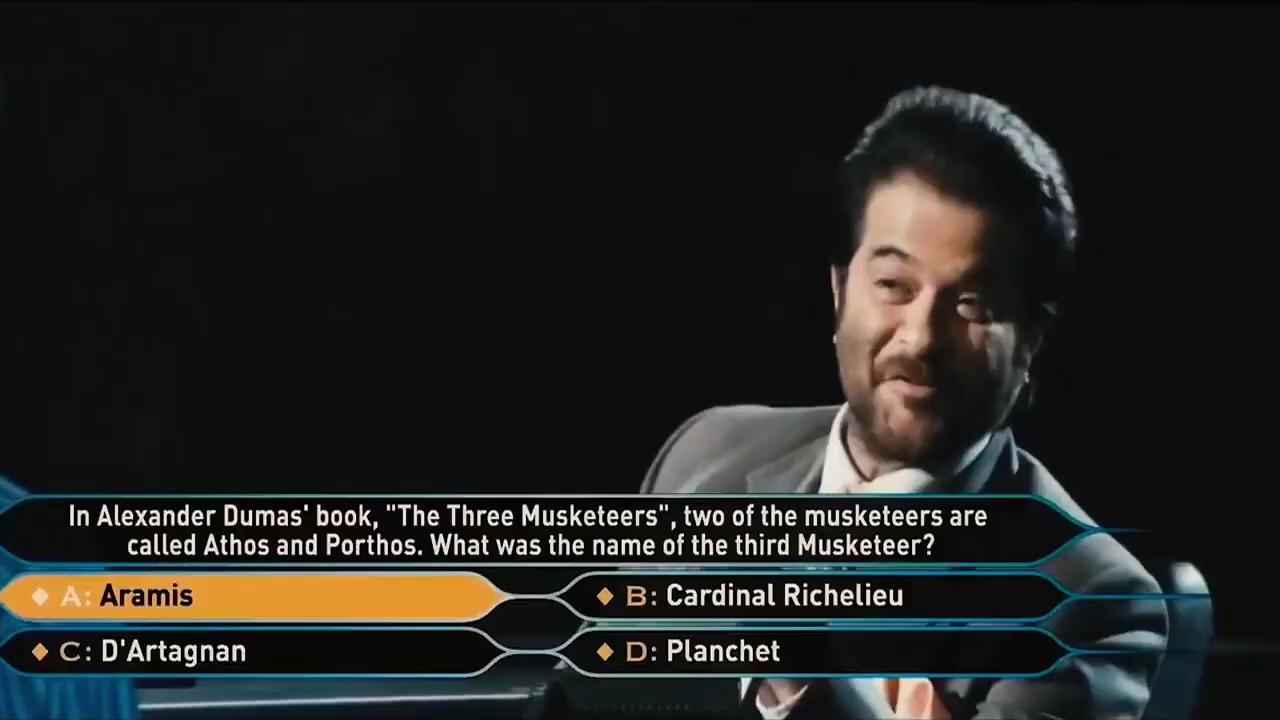 In Alexander Dumas' book, "The Three Musketeers", two of the musketeers are
called Athos and Porthos. What was the name of the third Musketeer?
A: Aramis
B: Cardinal Richelieu
C: D'Artagnan
D: Planchet